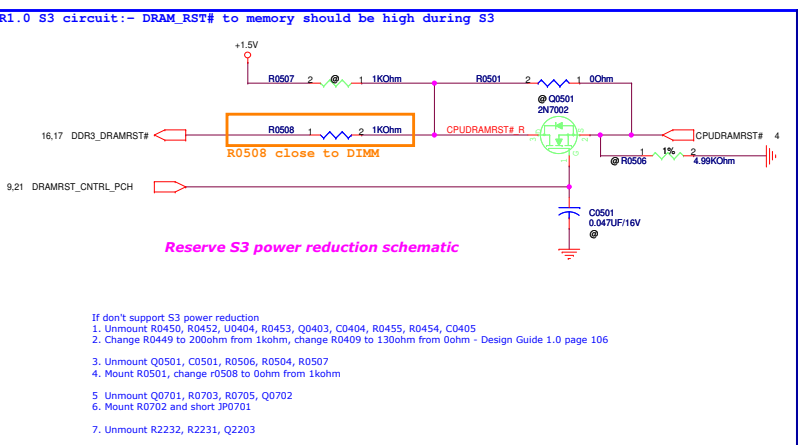 R1.0 S3 circuit:- DRAM_RST# to memory should be high during S3
+1.5V
R0507 2 @ 1 1KOhm
R0501 2 1 0Ohm
@ Q0501
2N7002
16,17 DDR3_DRAMRST#
R0508 1 2 1KOhm
CPUDRAMRST#_R
3 D S 2
CPUDRAMRST# 4
R0508 close to DIMM
G
1
@ R0506 1 1% 2 4.99KOhm
9,21 DRAMRST_CNTRL_PCH
C0501
0.047UF/16V
@
Reserve S3 power reduction schematic
If don't support S3 power reduction
1. Unmount R0450, R0452, U0404, R0453, Q0403, C0404, R0455, R0454, C0405
2. Change R0449 to 200ohm from 1kohm, change R0409 to 130ohm from 0ohm - Design Guide 1.0 page 106
3. Unmount Q0501, C0501, R0506, R0504, R0507
4. Mount R0501, change r0508 to 0ohm from 1kohm
5 Unmount Q0701, R0703, R0705, Q0702
6. Mount R0702 and short JP0701
7. Unmount R2232, R2231, Q2203